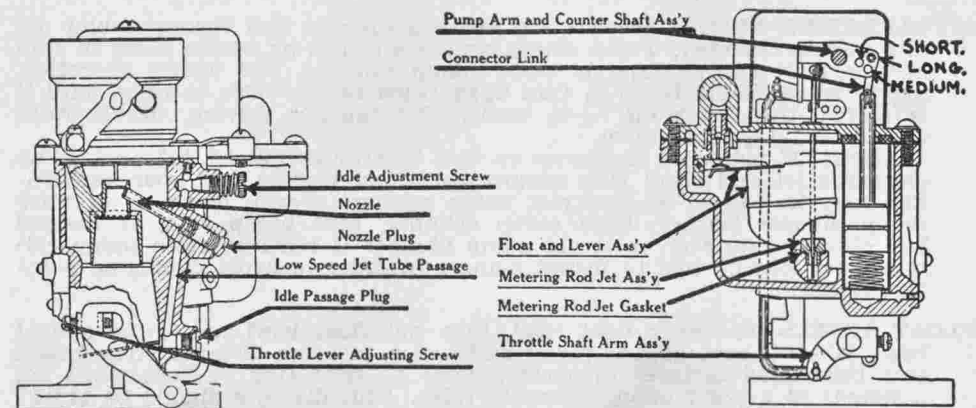 Pump Arm and Counter Shaft Ass'y
Connector Link
SHORT.
LONG.
MEDIUM.
Idle Adjustment Screw
Nozzle
Nozzle Plug
Low Speed Jet Tube Passage
Idle Passage Plug
Throttle Lever Adjusting Screw
Float and Lever Ass'y
Metering Rod Jet Ass'y
Metering Rod Jet Gasket
Throttle Shaft Arm Ass'y